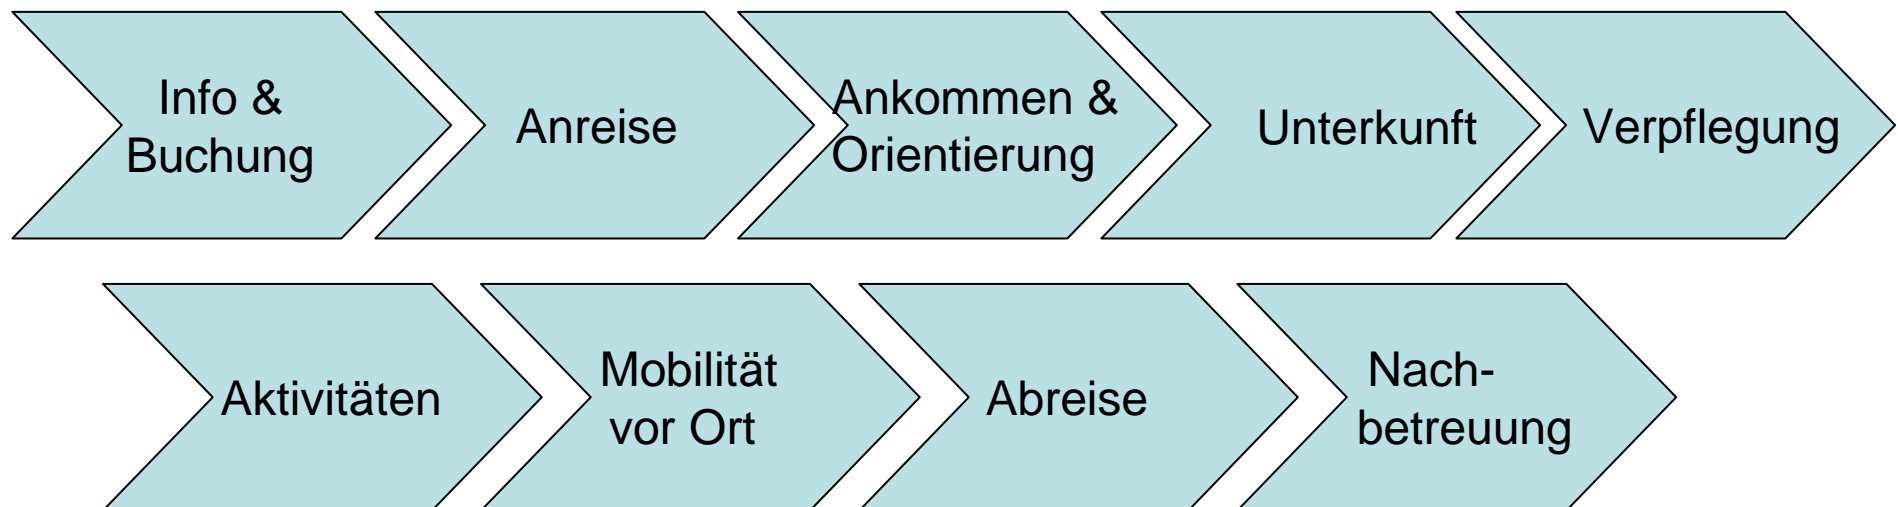 Info &
Buchung
Anreise
Ankommen &
Orientierung
Unterkunft
Verpflegung
Aktivitäten
Mobilität
vor Ort
Abreise
Nach-
betreuung